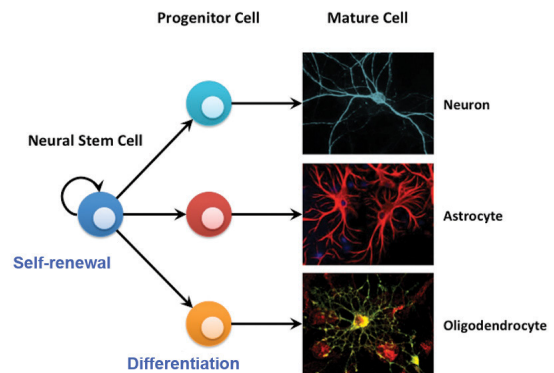 Progenitor Cell
Mature Cell
Neuron
Neural Stem Cell
Astrocyte
Self-renewal
Oligodendrocyte
Differentiation